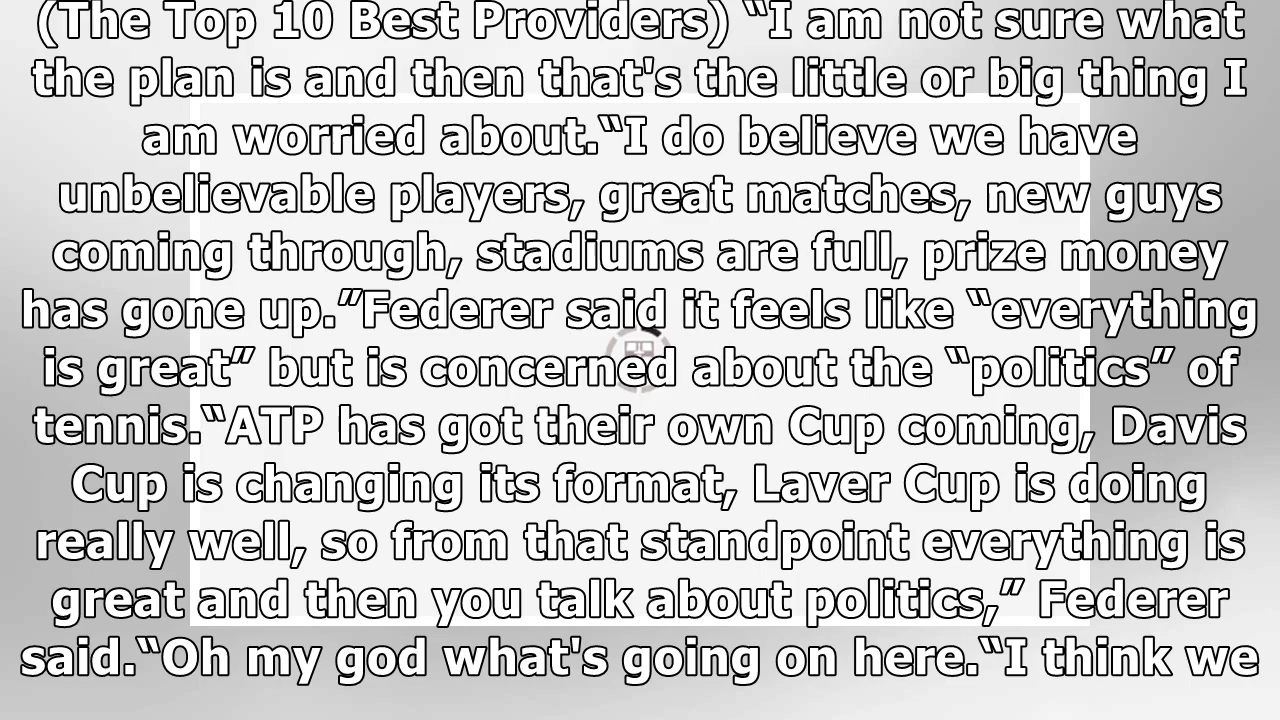 (The Top 10 Best Providers) “I am not sure what
the plan is and then that's the little or big thing I
am worried about.“I do believe we have
unbelievable players, great matches, new guys
coming through, stadiums are full, prize money
has gone up.”Federer said it feels like “everything
is great” but is concerned about the “politics” of
tennis.“ATP has got their own Cup coming, Davis
Cup is changing its format, Laver Cup is doing
really well, so from that standpoint everything is
great and then you talk about politics,” Federer
said.“Oh my god what's going on here.“I think we